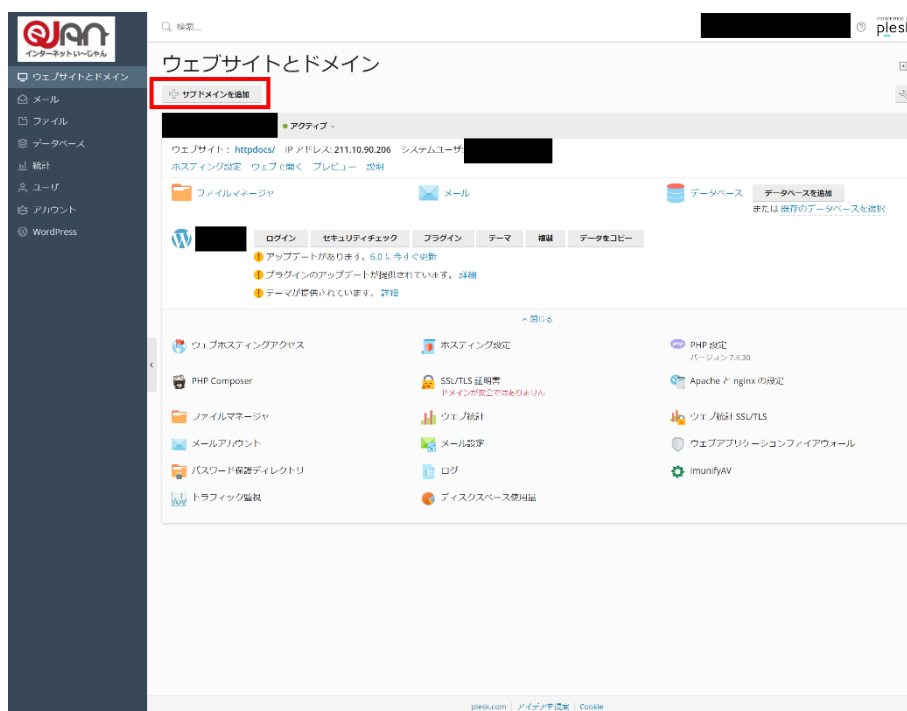 eJan
インターネットい〜じゃん
検索...
POWERED
plesk
ウェブサイトとドメイン
メール
ファイル
データベース
統計
ユーザ
アカウント
WordPress
ウェブサイトとドメイン
サブドメインを追加
アクティブ
ウェブサイト: httpdocs/ IP アドレス: 211.10.90.206 システムユーザ:
ホスティング設定 ウェブで開く プレビュー 説明
ファイルマネージャ メール データベース データベースを追加
または 既存のデータベースを選択
ログイン セキュリティチェック プラグイン テーマ 複製 データをコピー
アップデートがあります。6.0 に今すぐ更新
プラグインのアップデートが提供されています。 詳細
テーマが提供されています。 詳細
閉じる
ウェブホスティングアクセス ホスティング設定 PHP 設定
バージョン 7.4.30
PHP Composer SSL/TLS 証明書 Apache と nginx の設定
ドメインが安全ではありません
ファイルマネージャ ウェブ統計 ウェブ統計 SSL/TLS
メールアカウント メール設定 ウェブアプリケーションファイアウォール
パスワード保護ディレクトリ ログ ImunifyAV
トラフィック監視 ディスクスペース使用量
plesk.com アイデアを提案 Cookie